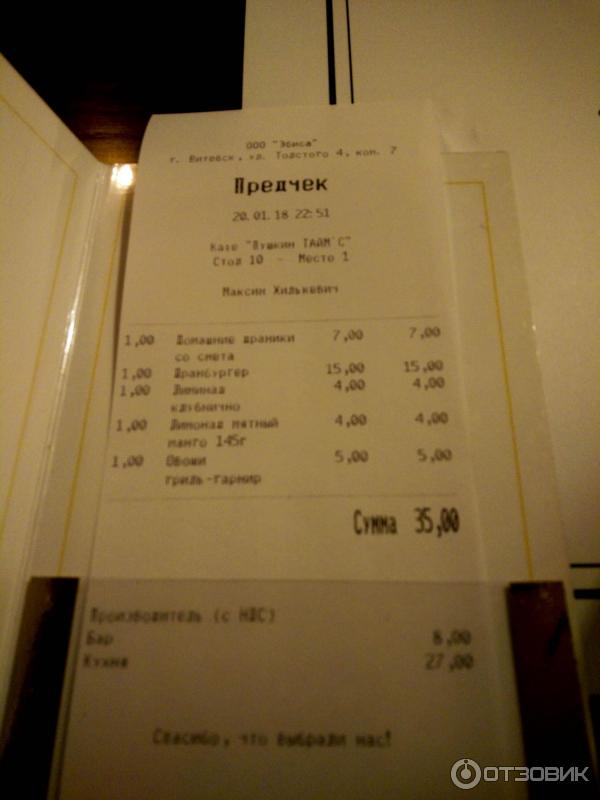 ООО "Эбиса"
г. Витебск, ул. Толстого 4, ком. 7
Предчек
20.01.18 22:51
Кафе "Пушкин ТАЙМ'С"
Стол 10 - Место 1
Максим Хилькевич
1,00 Домашние драники 7,00 7,00
со смета
1,00 Дранбургер 15,00 15,00
1,00 Лимонад 4,00 4,00
клубнично
1,00 Лимонад мятный 4,00 4,00
манго 145г
1,00 Овощи 5,00 5,00
гриль-гарнир
Сумма 35,00
Производитель (с НДС)
Бар 8,00
Кухня 27,00
Спасибо, что выбрали нас!
ОТЗОВИК